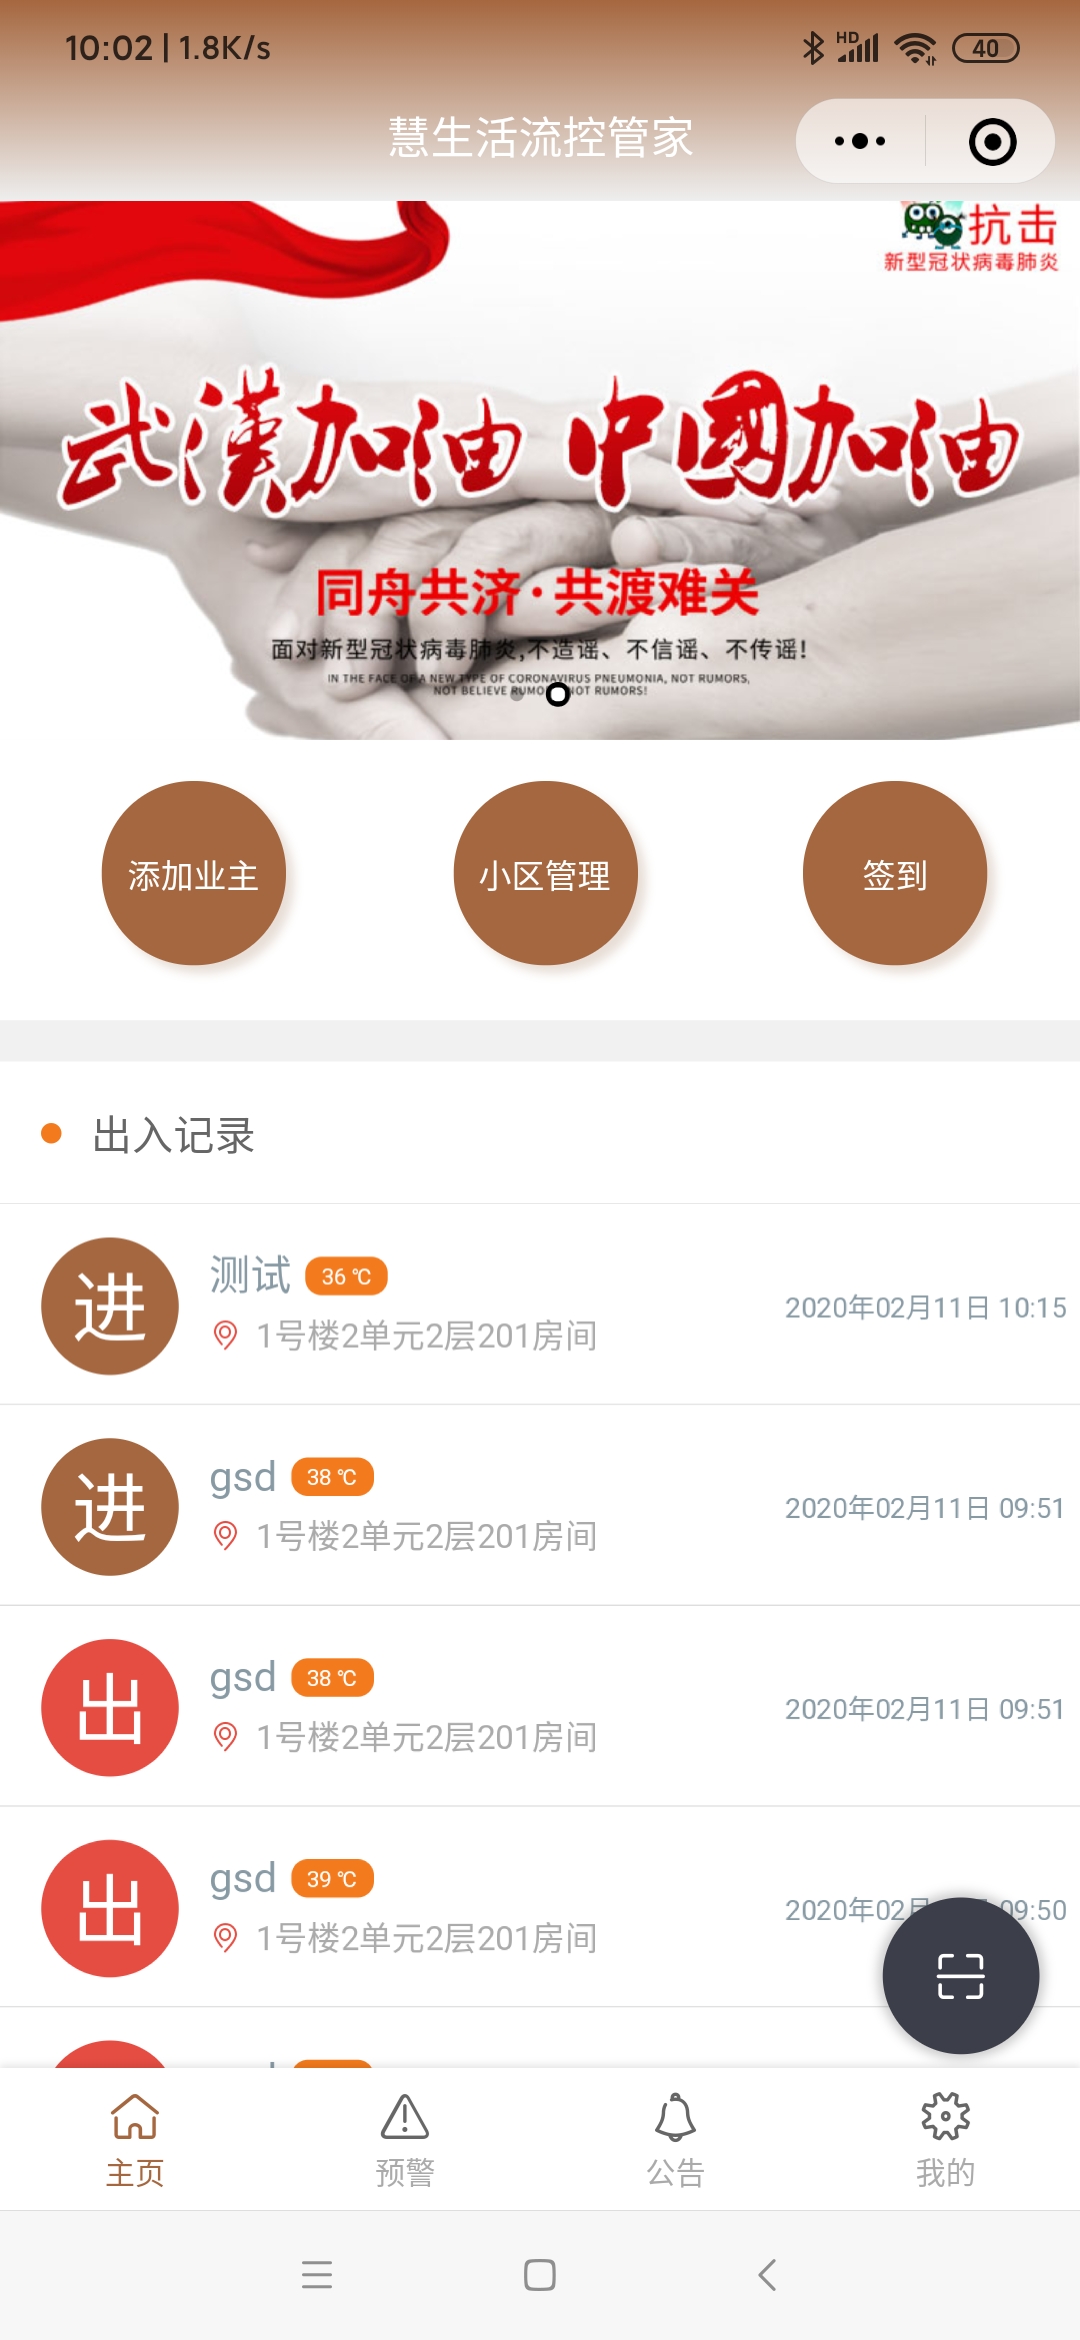 10:02 | 1.8K/s
HD
40
慧生活流控管家
抗击
新型冠状病毒肺炎
武漢加油 中國加油
同舟共济·共渡难关
面对新型冠状病毒肺炎,不造谣、不信谣、不传谣!
IN THE FACE OF A NEW TYPE OF CORONAVIRUS PNEUMONIA, NOT RUMORS,
NOT BELIEVE RUMO NOT RUMORS!
添加业主
小区管理
签到
出入记录
进
测试 36 ℃
1号楼2单元2层201房间
2020年02月11日 10:15
进
gsd 38 ℃
1号楼2单元2层201房间
2020年02月11日 09:51
出
gsd 38 ℃
1号楼2单元2层201房间
2020年02月11日 09:51
出
gsd 39 ℃
1号楼2单元2层201房间
2020年02月 09:50
主页
预警
公告
我的